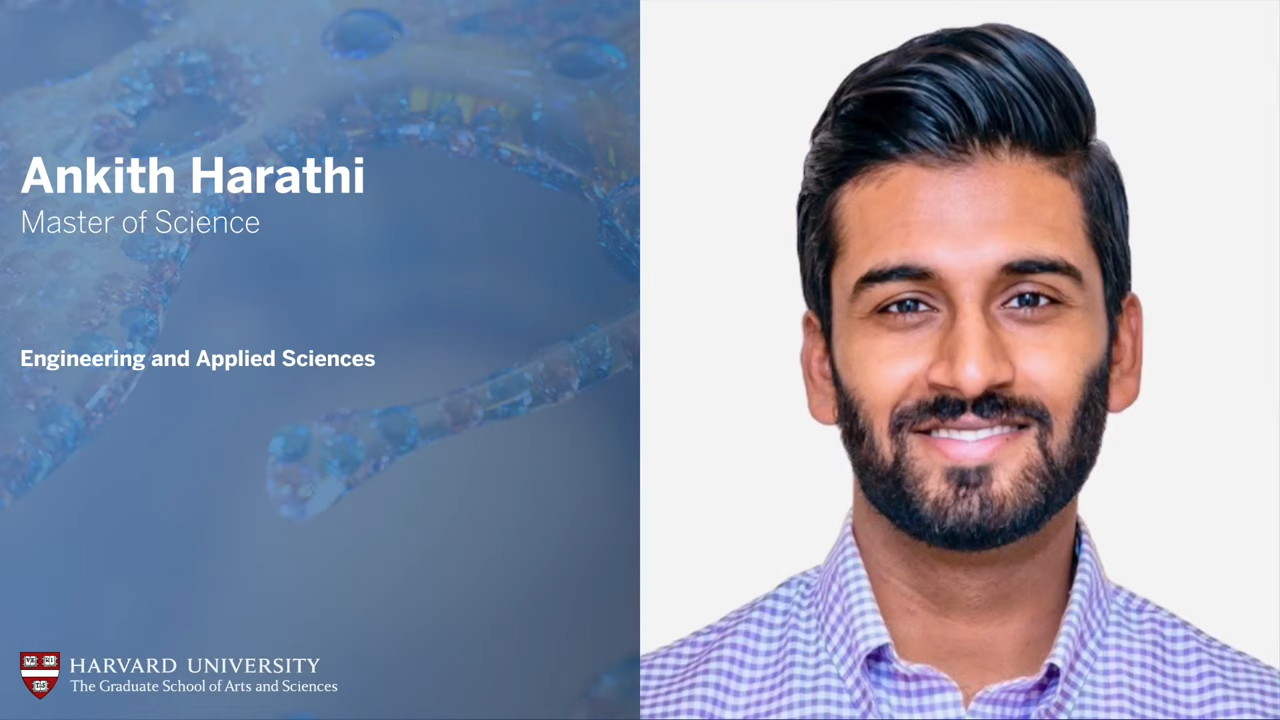 Ankith Harathi
Master of Science
Engineering and Applied Sciences
HARVARD UNIVERSITY
The Graduate School of Arts and Sciences